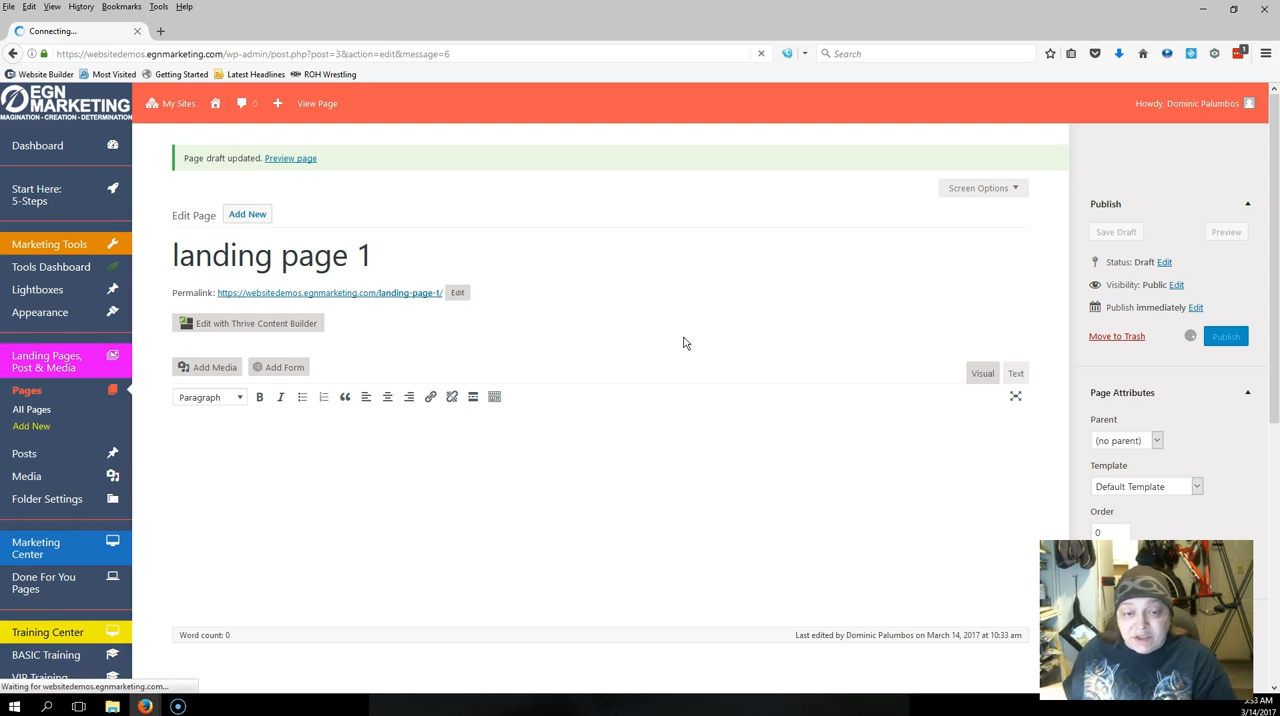 File Edit View History Bookmarks Tools Help
Connecting...
https://websitedemos.egnmarketing.com/wp-admin/post.php?post=3&action=edit&message=6
Search
1
Website Builder Most Visited Getting Started Latest Headlines ROH Wrestling
EGN
MARKETING
IMAGINATION - CREATION - DETERMINATION
My Sites 0 View Page Howdy, Dominic Palumbos
Dashboard
Start Here:
5-Steps
Marketing Tools
Tools Dashboard
Lightboxes
Appearance
Landing Pages,
Post & Media
Pages
All Pages
Add New
Posts
Media
Folder Settings
Marketing
Center
Done For You
Pages
Training Center
BASIC Training
VIP Training
Page draft updated. Preview page
Screen Options
Edit Page Add New
landing page 1
Permalink: https://websitedemos.egnmarketing.com/landing-page-1/ Edit
Edit with Thrive Content Builder
Add Media Add Form
Visual Text
Paragraph
Word count: 0 Last edited by Dominic Palumbos on March 14, 2017 at 10:33 am
Publish
Save Draft Preview
Status: Draft Edit
Visibility: Public Edit
Publish immediately Edit
Move to Trash Publish
Page Attributes
Parent
(no parent)
Template
Default Template
Order
0
Waiting for websitedemos.egnmarketing.com...
3/14/2017